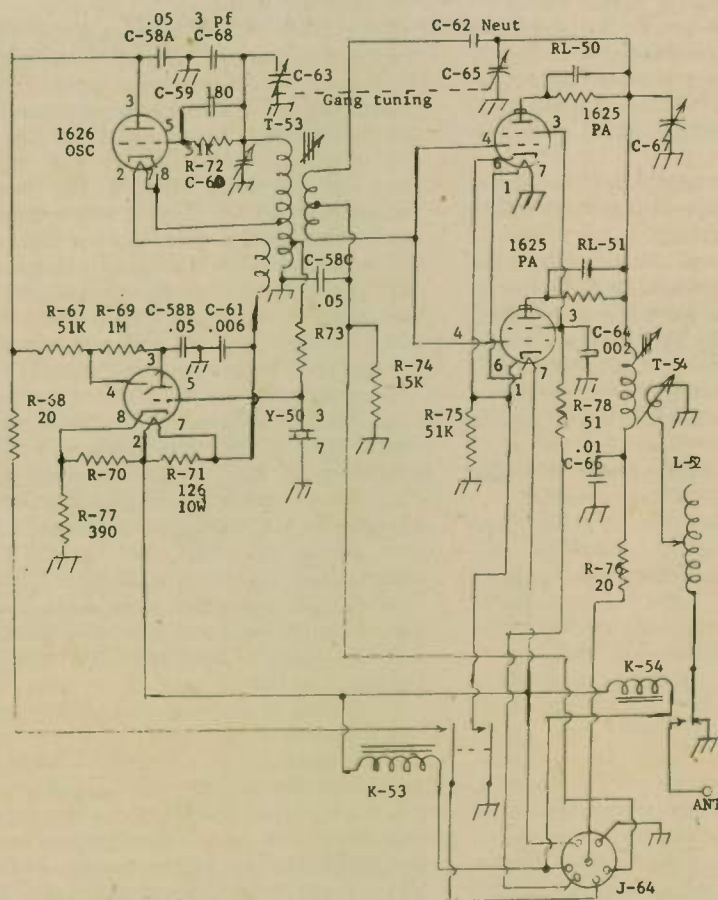 .05 3 pf
C-58A C-68
C-62 Neut
RL-50
C-63
C-65
C-59 180
Gang tuning
T-53
3
5
1626
OSC
51K
R-72
C-60
2
7
8
1625
PA
3
4
6
7
1
C-67
1625
PA
RL-51
C-58C
.05
R-67
51K
R-69
1M
C-58B
.05
C-61
.006
R73
3
5
4
8
7
2
4
6
7
1
3
C-64
.002
T-54
R-68
20
R-74
15K
Y-50
3
7
R-75
51K
R-78
51
.01
C-66
L-52
R-70
R-71
126
10W
R-77
390
R-76
20
K-54
K-53
ANT
J-64